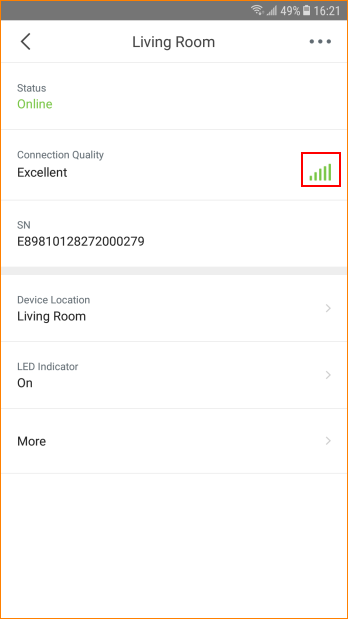 49% 16:21
Living Room
Status
Online
Connection Quality
Excellent
SN
E89810128272000279
Device Location
Living Room
LED Indicator
On
More